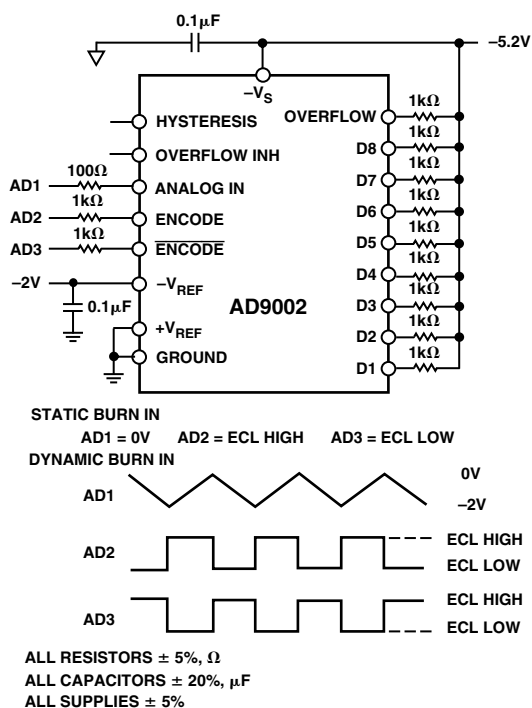 0.1µF
–5.2V
–VS
HYSTERESIS
OVERFLOW INH
AD1
100Ω
ANALOG IN
AD2
1kΩ
ENCODE
AD3
1kΩ
ENCODE
–2V
–VREF
0.1µF
+VREF
GROUND
AD9002
OVERFLOW
1kΩ
D8
1kΩ
D7
1kΩ
D6
1kΩ
D5
1kΩ
D4
1kΩ
D3
1kΩ
D2
1kΩ
D1
1kΩ
STATIC BURN IN
AD1 = 0V AD2 = ECL HIGH AD3 = ECL LOW
DYNAMIC BURN IN
AD1
0V
–2V
AD2
ECL HIGH
ECL LOW
AD3
ECL HIGH
ECL LOW
ALL RESISTORS ± 5%, Ω
ALL CAPACITORS ± 20%, µF
ALL SUPPLIES ± 5%